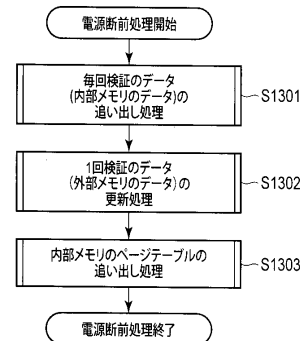 電源断前処理開始
毎回検証のデータ
(内部メモリのデータ)の
追い出し処理
S1301
1回検証のデータ
(外部メモリのデータ)の
更新処理
S1302
内部メモリのページテーブルの
追い出し処理
S1303
電源断前処理終了